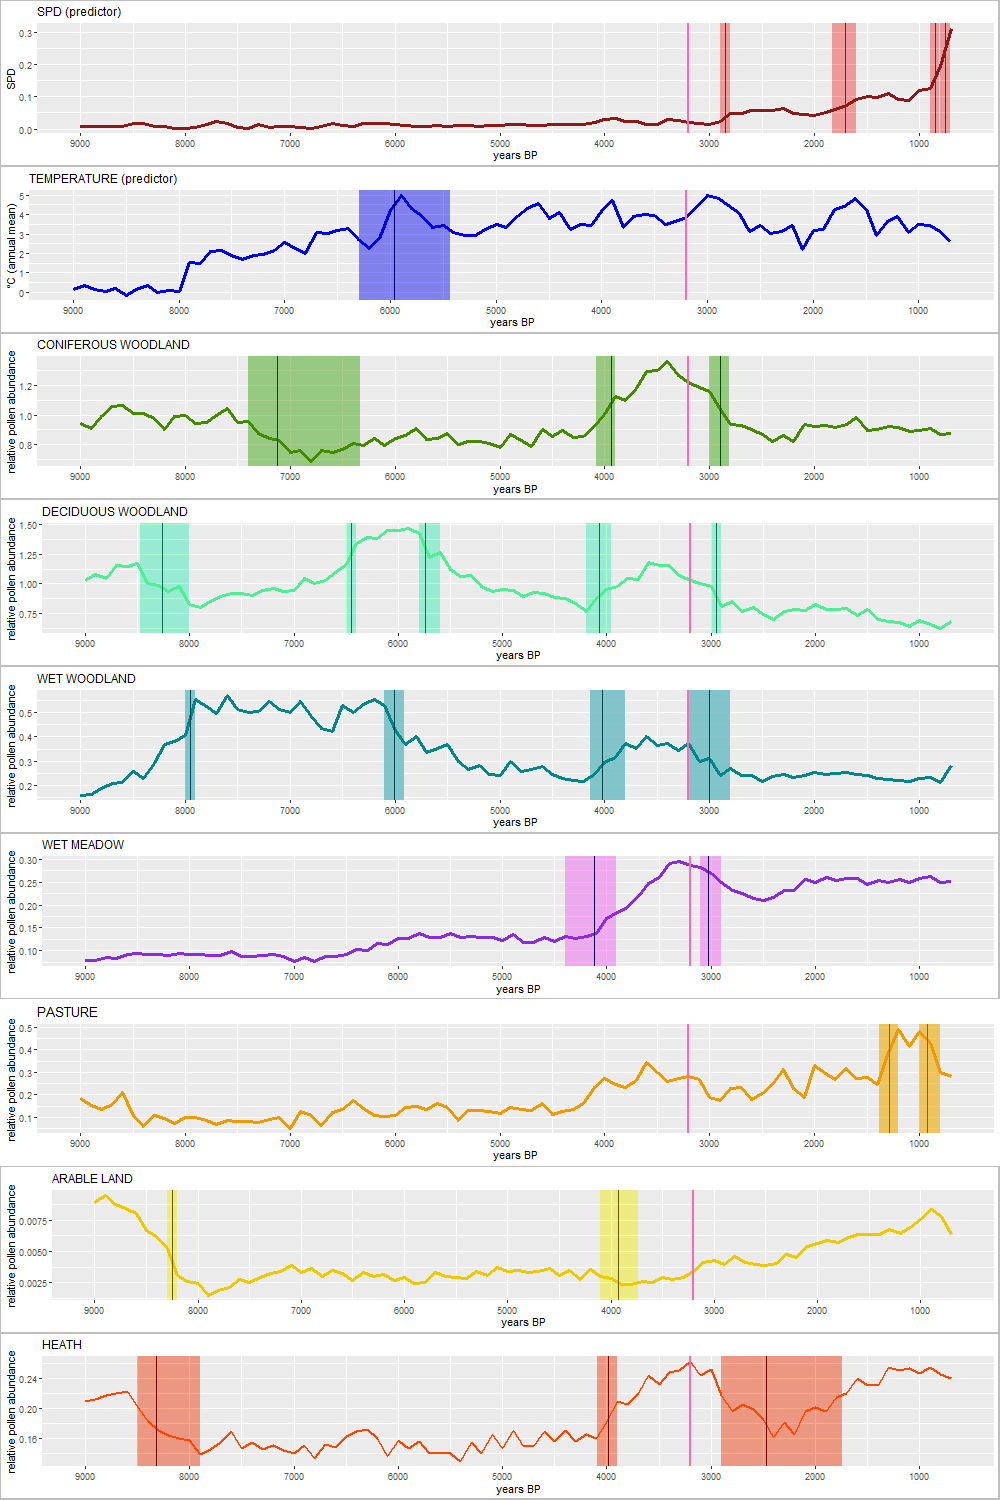 SPD (predictor)
SPD
0.3
0.2
0.1
0.0
9000 8000 7000 6000 5000 4000 3000 2000 1000
years BP
TEMPERATURE (predictor)
°C (annual mean)
5
4
3
2
1
0
9000 8000 7000 6000 5000 4000 3000 2000 1000
years BP
CONIFEROUS WOODLAND
relative pollen abundance
1.2
1.0
0.8
9000 8000 7000 6000 5000 4000 3000 2000 1000
years BP
DECIDUOUS WOODLAND
relative pollen abundance
1.50
1.25
1.00
0.75
9000 8000 7000 6000 5000 4000 3000 2000 1000
years BP
WET WOODLAND
relative pollen abundance
0.5
0.4
0.3
0.2
9000 8000 7000 6000 5000 4000 3000 2000 1000
years BP
WET MEADOW
relative pollen abundance
0.30
0.25
0.20
0.15
0.10
9000 8000 7000 6000 5000 4000 3000 2000 1000
years BP
PASTURE
relative pollen abundance
0.5
0.4
0.3
0.2
0.1
9000 8000 7000 6000 5000 4000 3000 2000 1000
years BP
ARABLE LAND
relative pollen abundance
0.0075
0.0050
0.0025
9000 8000 7000 6000 5000 4000 3000 2000 1000
years BP
HEATH
relative pollen abundance
0.24
0.20
0.16
9000 8000 7000 6000 5000 4000 3000 2000 1000
years BP